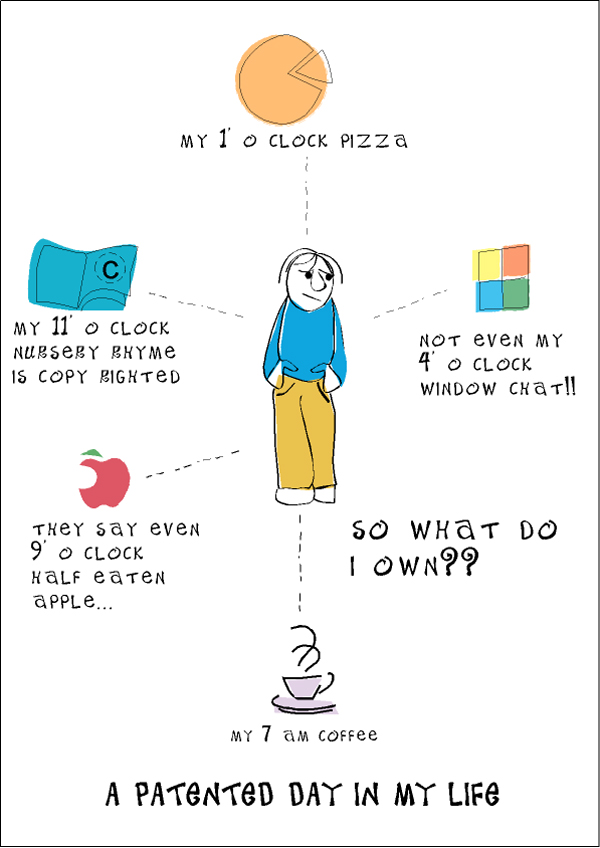 MY 1' O CLOCK PIZZA
C
MY 11' O CLOCK
NURSERY RHYME
IS COPY RIGHTED
NOT EVEN MY
4' O CLOCK
WINDOW CHAT!!
THEY SAY EVEN
9' O CLOCK
HALF EATEN
APPLE...
SO WHAT DO
I OWN??
MY 7 AM COFFEE
A PATENTED DAY IN MY LIFE